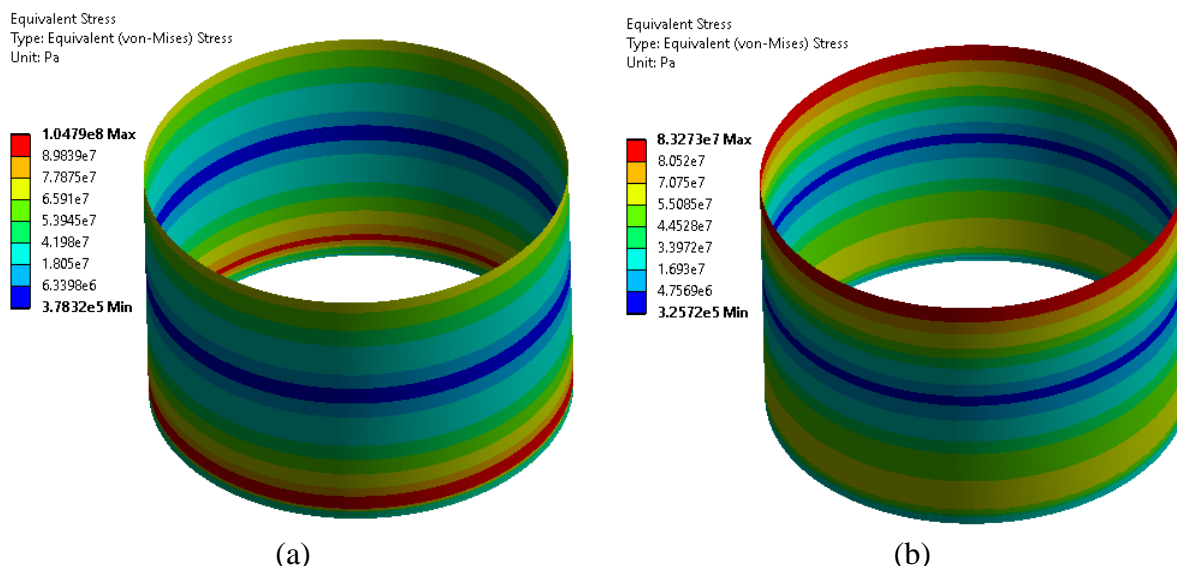 Equivalent Stress
Type: Equivalent (von-Mises) Stress
Unit: Pa
1.0479e8 Max
8.9839e7
7.7875e7
6.591e7
5.3945e7
4.198e7
1.805e7
6.3398e6
3.7832e5 Min
(a)
Equivalent Stress
Type: Equivalent (von-Mises) Stress
Unit: Pa
8.3273e7 Max
8.052e7
7.075e7
5.5085e7
4.4528e7
3.3972e7
1.693e7
4.7569e6
3.2572e5 Min
(b)